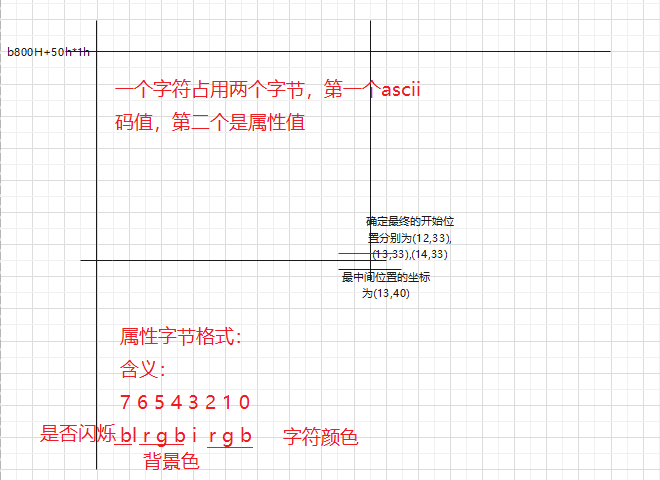 b800H+50h*1h
一个字符占用两个字节，第一个ascii
码值，第二个是属性值
确定最终的开始位
置分别为(12,33),
(13,33),(14,33)
最中间位置的坐标
为(13,40)
属性字节格式：
含义：
7 6 5 4 3 2 1 0
是否闪烁 bl r g b i r g b 字符颜色
背景色